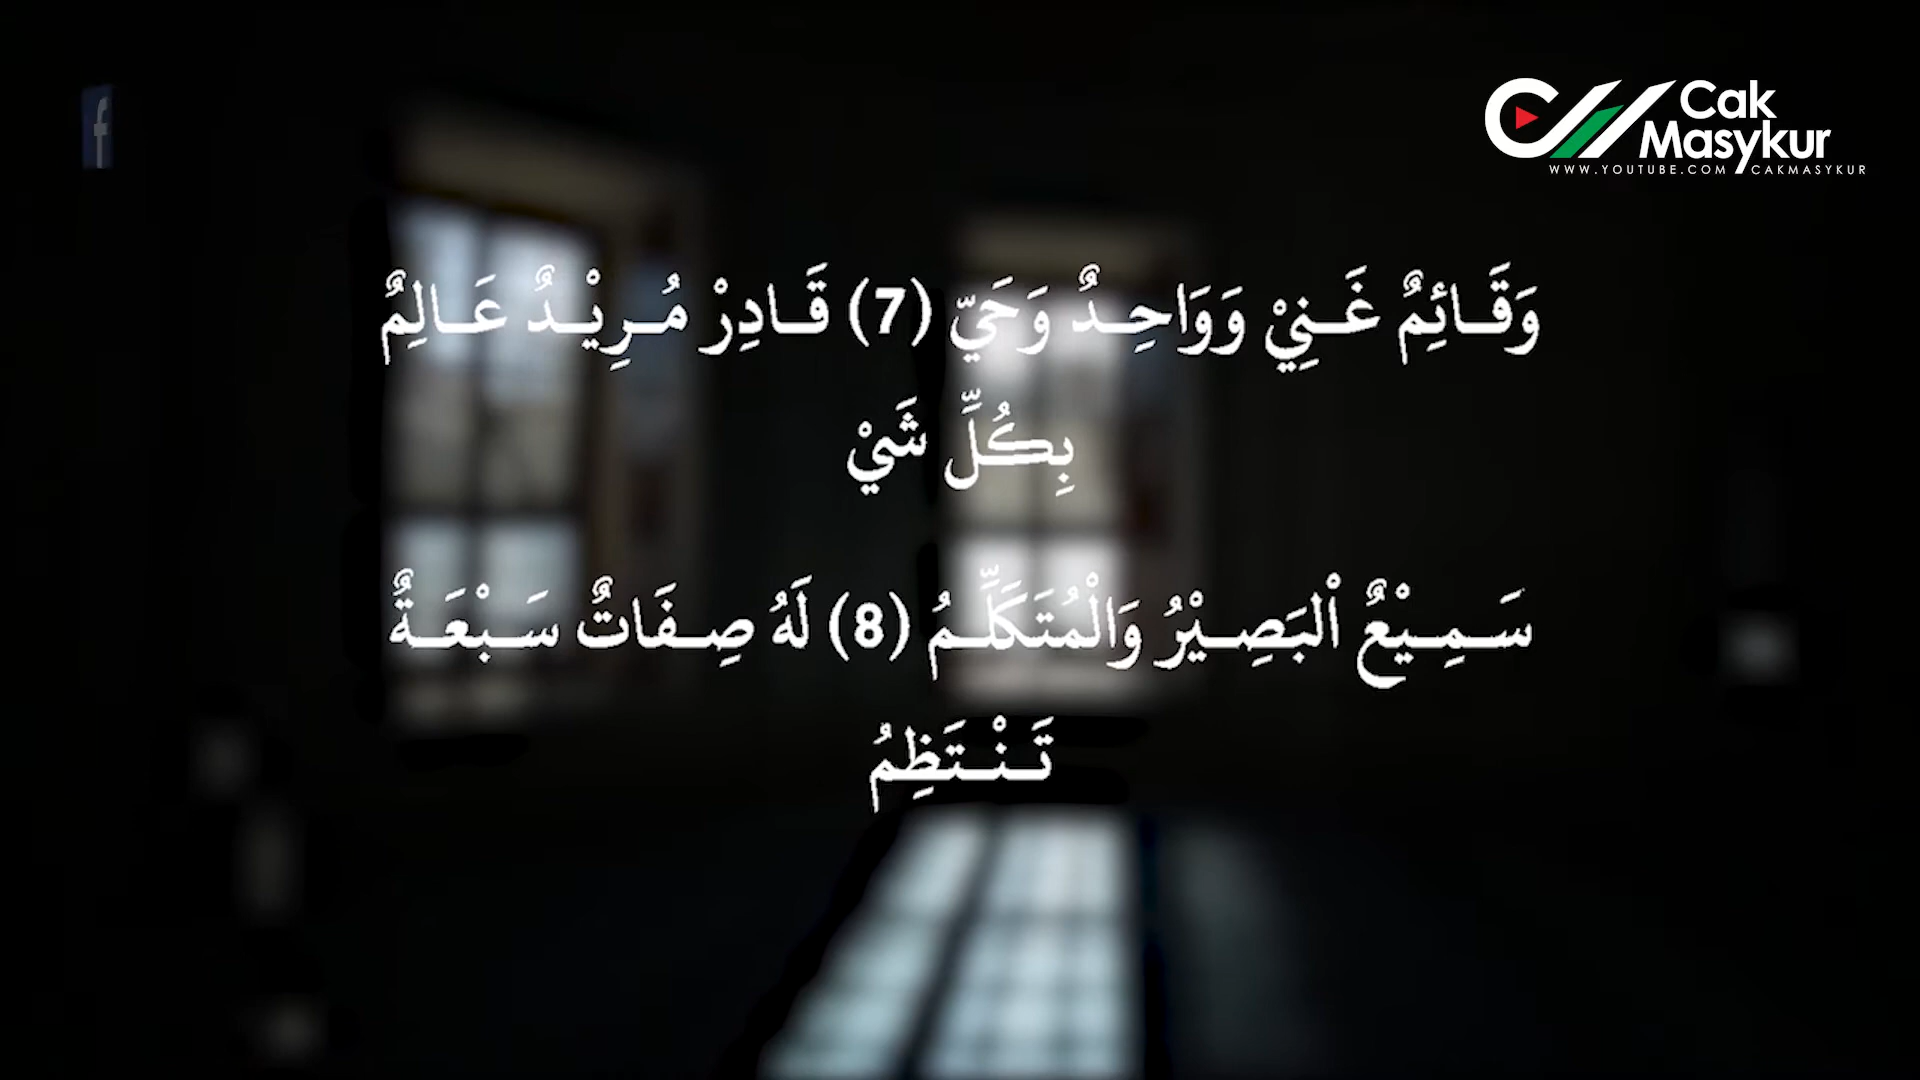 Cak
Masykur
WWW.YOUTUBE.COM / CAKMASYKUR
f
وَقَـائِمٌ غَـنِيْ وَوَاحِـدٌ وَحَيّ (7) قَـادِرْ مُـرِيْـدٌ عَـالِمٌ
بِكُلِّ شَيْ
سَـمِـيْعٌ اْلبَصِـيْرُ وَالْمُتَكَلِّـمُ (8) لَهُ صِـفَاتٌ سَـبْعَـةٌ
تَـنْـتَظِمُ